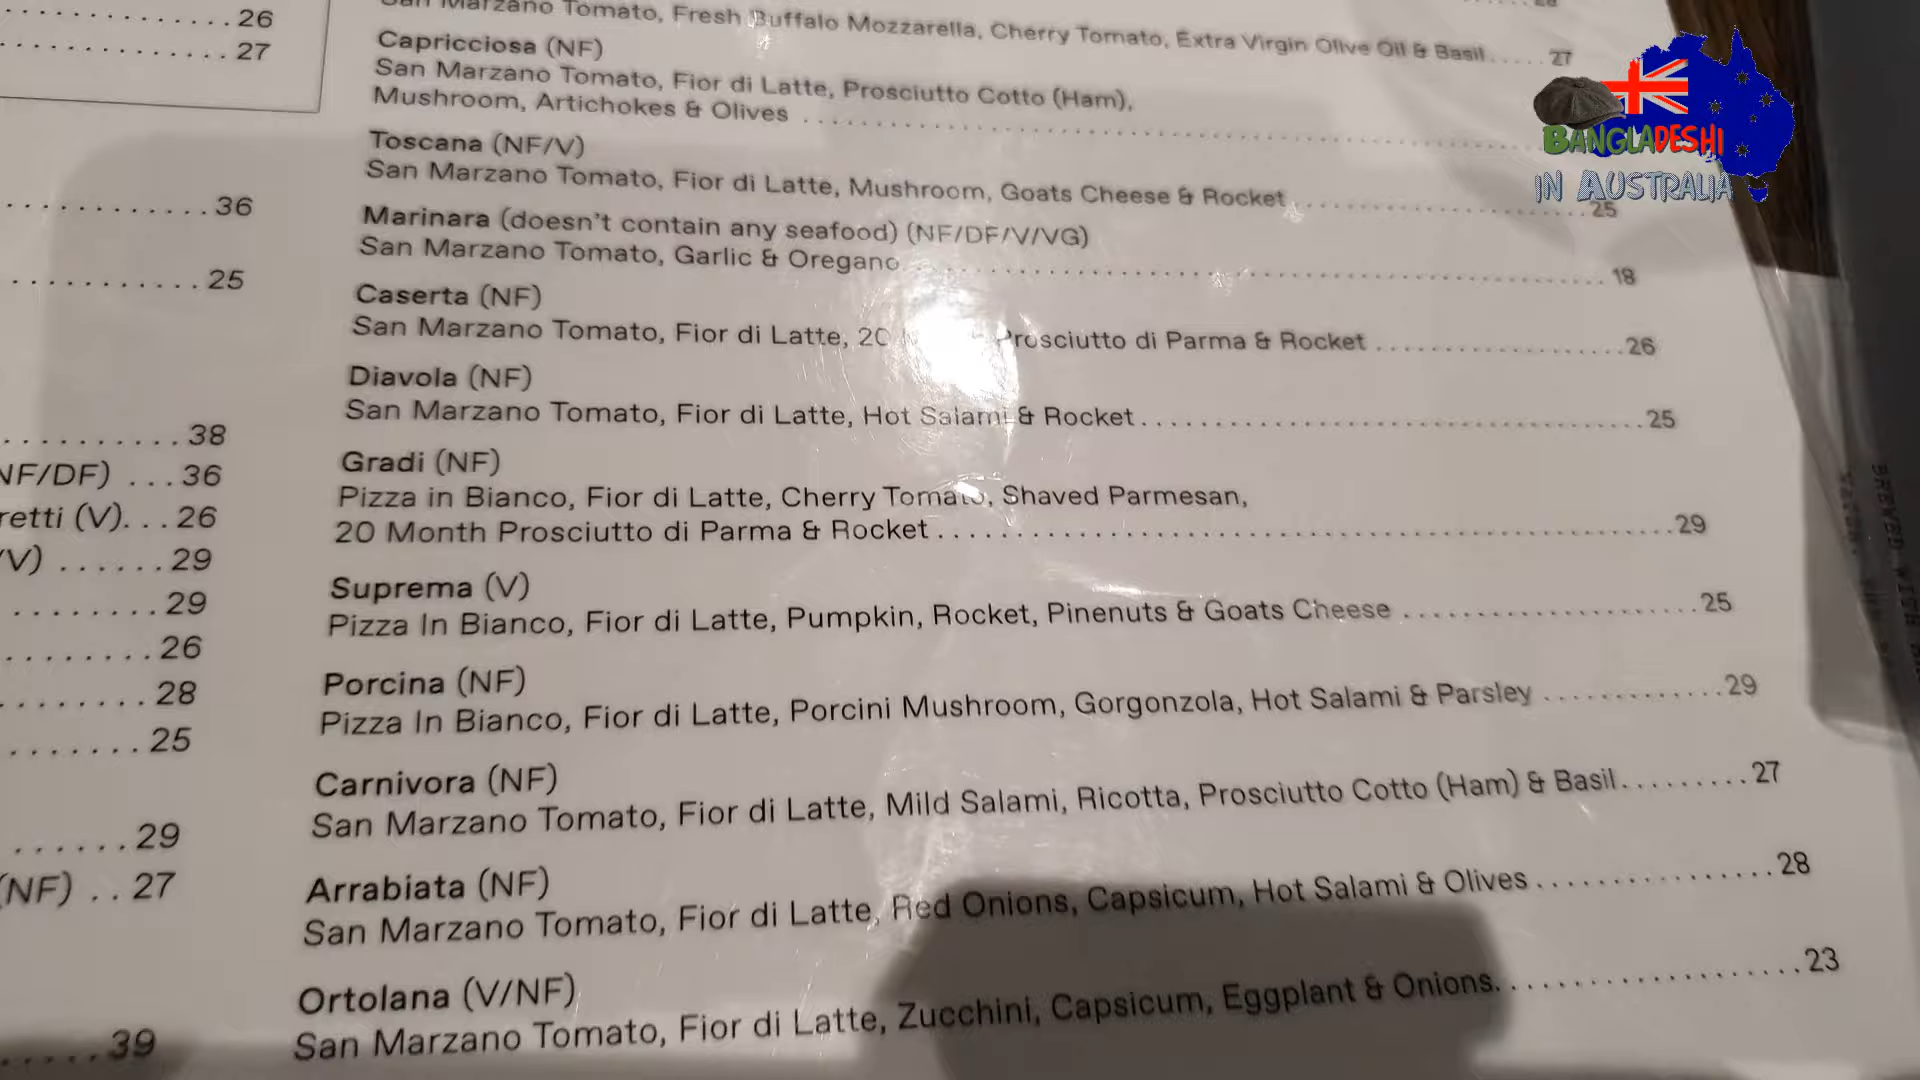 26
27
36
25
38
NF/DF) ...36
retti (V)...26
/V) ......29
29
26
28
25
29
(NF) ..27
39
San Marzano Tomato, Fresh Buffalo Mozzarella, Cherry Tomato, Extra Virgin Olive Oil & Basil.....27
Capricciosa (NF)
San Marzano Tomato, Fior di Latte, Prosciutto Cotto (Ham),
Mushroom, Artichokes & Olives
Toscana (NF/V)
San Marzano Tomato, Fior di Latte, Mushroom, Goats Cheese & Rocket 25
Marinara (doesn't contain any seafood) (NF/DF/V/VG)
San Marzano Tomato, Garlic & Oregano 18
Caserta (NF)
San Marzano Tomato, Fior di Latte, 20 Prosciutto di Parma & Rocket 26
Diavola (NF)
San Marzano Tomato, Fior di Latte, Hot Salami & Rocket 25
Gradi (NF)
Pizza in Bianco, Fior di Latte, Cherry Tomato, Shaved Parmesan,
20 Month Prosciutto di Parma & Rocket 29
Suprema (V)
Pizza In Bianco, Fior di Latte, Pumpkin, Rocket, Pinenuts & Goats Cheese 25
Porcina (NF)
Pizza In Bianco, Fior di Latte, Porcini Mushroom, Gorgonzola, Hot Salami & Parsley 29
Carnivora (NF)
San Marzano Tomato, Fior di Latte, Mild Salami, Ricotta, Prosciutto Cotto (Ham) & Basil 27
Arrabiata (NF)
San Marzano Tomato, Fior di Latte, Red Onions, Capsicum, Hot Salami & Olives 28
Ortolana (V/NF)
San Marzano Tomato, Fior di Latte, Zucchini, Capsicum, Eggplant & Onions 23
BANGLADESHI
IN AUSTRALIA